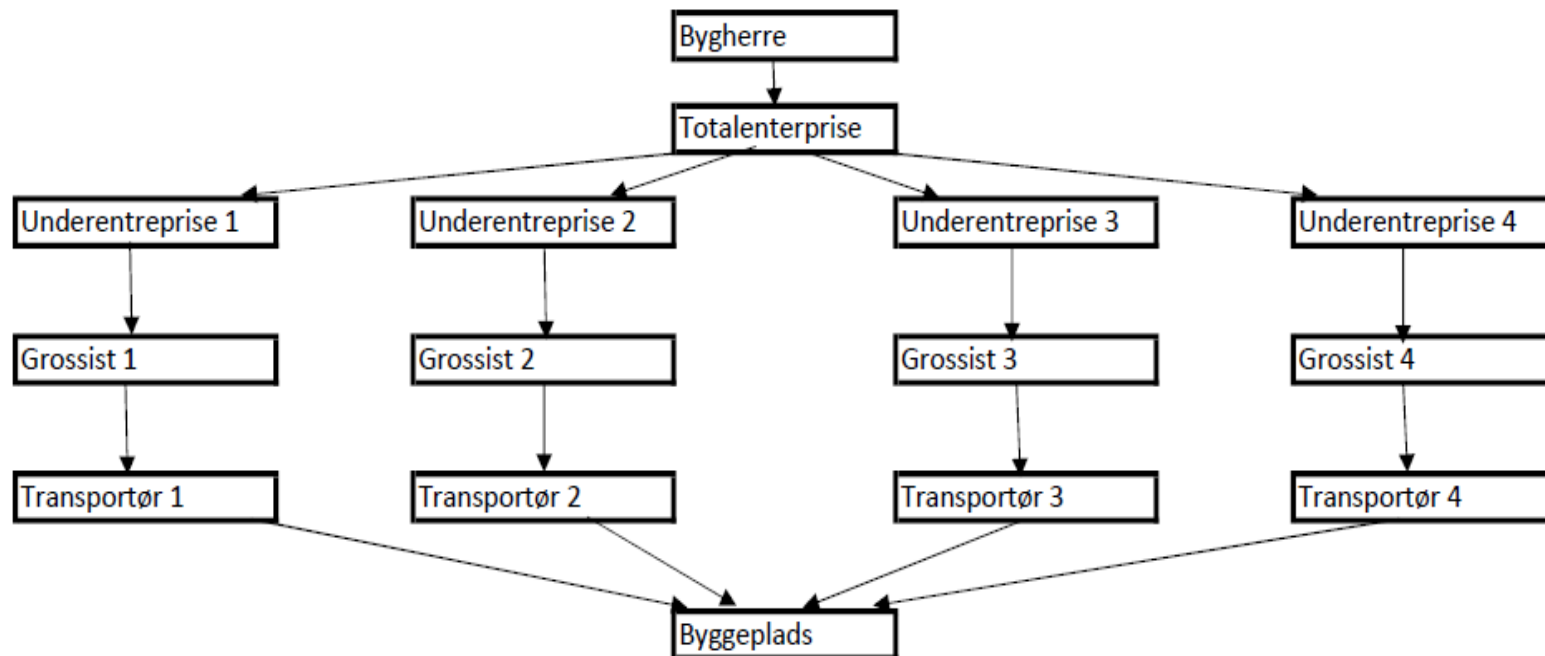 Bygherre
Totalenterprise
Underentreprise 1
Underentreprise 2
Underentreprise 3
Underentreprise 4
Grossist 1
Grossist 2
Grossist 3
Grossist 4
Transportør 1
Transportør 2
Transportør 3
Transportør 4
Byggeplads